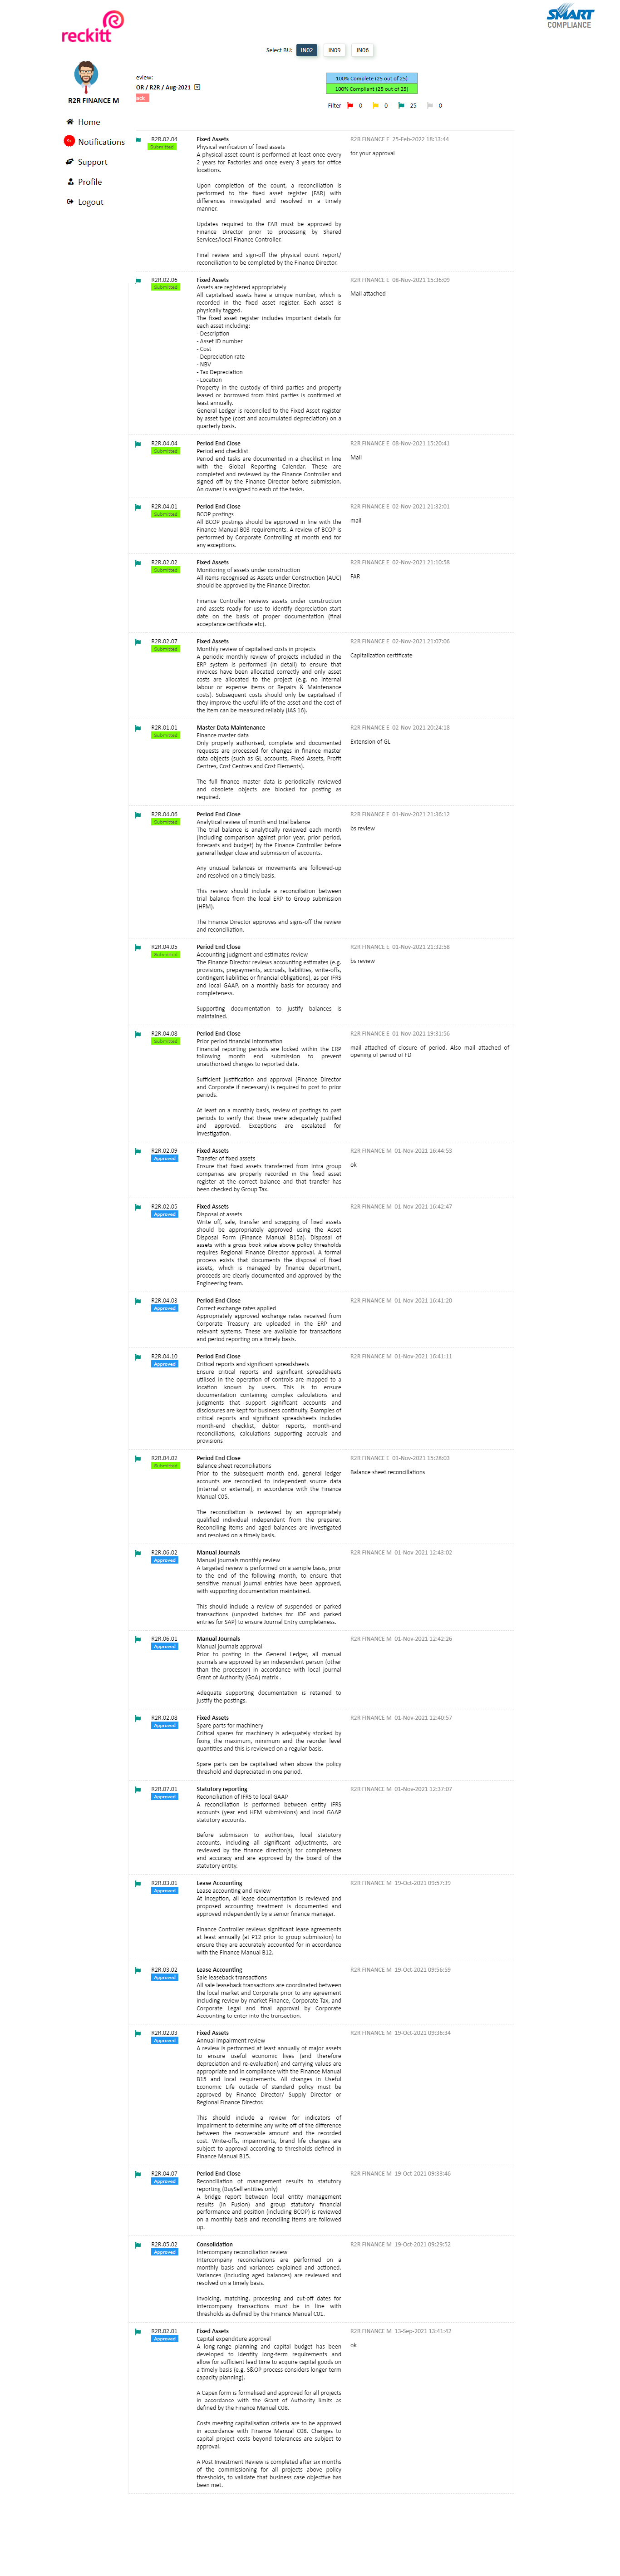 reckitt
SMART
COMPLIANCE
Select BU: IN02 IN09 IN06
R2R FINANCE M
Home
Notifications
Support
Profile
Logout
eview:
OR / R2R / Aug-2021
ack
100% Complete (25 out of 25)
100% Compliant (25 out of 25)
Filter 0 0 25 0
R2R.02.04
Submitted
Fixed Assets
Physical verification of fixed assets
A physical asset count is performed at least once every
2 years for Factories and once every 3 years for office
locations.
Upon completion of the count, a reconciliation is
performed to the fixed asset register (FAR) with
differences investigated and resolved in a timely
manner.
Updates required to the FAR must be approved by
Finance Director prior to processing by Shared
Services/local Finance Controller.
Final review and sign-off the physical count report/
reconciliation to be completed by the Finance Director.
R2R FINANCE E 25-Feb-2022 18:13:44
for your approval
R2R.02.06
Submitted
Fixed Assets
Assets are registered appropriately
All capitalised assets have a unique number, which is
recorded in the fixed asset register. Each asset is
physically tagged.
The fixed asset register includes important details for
each asset including:
- Description
- Asset ID number
- Cost
- Depreciation rate
- NBV
- Tax Depreciation
- Location
Property in the custody of third parties and property
leased or borrowed from third parties is confirmed at
least annually.
General Ledger is reconciled to the Fixed Asset register
by asset type (cost and accumulated depreciation) on a
quarterly basis.
R2R FINANCE E 08-Nov-2021 15:36:09
Mail attached
R2R.04.04
Submitted
Period End Close
Period end checklist
Period end tasks are documented in a checklist in line
with the Global Reporting Calendar. These are
completed and reviewed by the Finance Controller and
signed off by the Finance Director before submission.
An owner is assigned to each of the tasks.
R2R FINANCE E 08-Nov-2021 15:20:41
Mail
R2R.04.01
Submitted
Period End Close
BCOP postings
All BCOP postings should be approved in line with the
Finance Manual B03 requirements. A review of BCOP is
performed by Corporate Controlling at month end for
any exceptions.
R2R FINANCE E 02-Nov-2021 21:32:01
mail
R2R.02.02
Submitted
Fixed Assets
Monitoring of assets under construction
All items recognised as Assets under Construction (AUC)
should be approved by the Finance Director.
Finance Controller reviews assets under construction
and assets ready for use to identify depreciation start
date on the basis of proper documentation (final
acceptance certificate etc).
R2R FINANCE E 02-Nov-2021 21:10:58
FAR
R2R.02.07
Submitted
Fixed Assets
Monthly review of capitalised costs in projects
A periodic monthly review of projects included in the
ERP system is performed (in detail) to ensure that
invoices have been allocated correctly and only asset
costs are allocated to the project (e.g. no internal
labour or expense items or Repairs & Maintenance
costs). Subsequent costs should only be capitalised if
they improve the useful life of the asset and the cost of
the item can be measured reliably (IAS 16).
R2R FINANCE E 02-Nov-2021 21:07:06
Capitalization certificate
R2R.01.01
Submitted
Master Data Maintenance
Finance master data
Only properly authorised, complete and documented
requests are processed for changes in finance master
data objects (such as GL accounts, Fixed Assets, Profit
Centres, Cost Centres and Cost Elements).
The full finance master data is periodically reviewed
and obsolete objects are blocked for posting as
required.
R2R FINANCE E 02-Nov-2021 20:24:18
Extension of GL
R2R.04.06
Submitted
Period End Close
Analytical review of month end trial balance
The trial balance is analytically reviewed each month
(including comparison against prior year, prior period,
forecasts and budget) by the Finance Controller before
general ledger close and submission of accounts.
Any unusual balances or movements are followed-up
and resolved on a timely basis.
This review should include a reconciliation between
trial balance from the local ERP to Group submission
(HFM).
The Finance Director approves and signs-off the review
and reconciliation.
R2R FINANCE E 01-Nov-2021 21:36:12
bs review
R2R.04.05
Submitted
Period End Close
Accounting judgment and estimates review
The Finance Director reviews accounting estimates (e.g.
provisions, prepayments, accruals, liabilities, write-offs,
contingent liabilities or financial obligations), as per IFRS
and local GAAP, on a monthly basis for accuracy and
completeness.
Supporting documentation to justify balances is
maintained.
R2R FINANCE E 01-Nov-2021 21:32:58
bs review
R2R.04.08
Submitted
Period End Close
Prior period financial information
Financial reporting periods are locked within the ERP
following month end submission to prevent
unauthorised changes to reported data.
Sufficient justification and approval (Finance Director
and Corporate if necessary) is required to post to prior
periods.
At least on a monthly basis, review of postings to past
periods to verify that these were adequately justified
and approved. Exceptions are escalated for
investigation.
R2R FINANCE E 01-Nov-2021 19:31:56
mail attached of closure of period. Also mail attached of
opening of period of FD
R2R.02.09
Approved
Fixed Assets
Transfer of fixed assets
Ensure that fixed assets transferred from intra group
companies are properly recorded in the fixed asset
register at the correct balance and that transfer has
been checked by Group Tax.
R2R FINANCE M 01-Nov-2021 16:44:53
ok
R2R.02.05
Approved
Fixed Assets
Disposal of assets
Write off, sale, transfer and scrapping of fixed assets
should be appropriately approved using the Asset
Disposal Form (Finance Manual B15a). Disposal of
assets with a gross book value above policy thresholds
requires Regional Finance Director approval. A formal
process exists that documents the disposal of fixed
assets, which is managed by finance department,
proceeds are clearly documented and approved by the
Engineering team.
R2R FINANCE M 01-Nov-2021 16:42:47
R2R.04.03
Approved
Period End Close
Correct exchange rates applied
Appropriately approved exchange rates received from
Corporate Treasury are uploaded in the ERP and
relevant systems. These are available for transactions
and period reporting on a timely basis.
R2R FINANCE M 01-Nov-2021 16:41:20
R2R.04.10
Approved
Period End Close
Critical reports and significant spreadsheets
Ensure critical reports and significant spreadsheets
utilised in the operation of controls are mapped to a
location known by users. This is to ensure
documentation containing complex calculations and
judgments that support significant accounts and
disclosures are kept for business continuity. Examples of
critical reports and significant spreadsheets includes
month-end checklist, debtor reports, month-end
reconciliations, calculations supporting accruals and
provisions
R2R FINANCE M 01-Nov-2021 16:41:11
R2R.04.02
Submitted
Period End Close
Balance sheet reconciliations
Prior to the subsequent month end, general ledger
accounts are reconciled to independent source data
(internal or external), in accordance with the Finance
Manual C05.
The reconciliation is reviewed by an appropriately
qualified individual independent from the preparer.
Reconciling items and aged balances are investigated
and resolved on a timely basis.
R2R FINANCE E 01-Nov-2021 15:28:03
Balance sheet reconcillations
R2R.06.02
Approved
Manual Journals
Manual journals monthly review
A targeted review is performed on a sample basis, prior
to the end of the following month, to ensure that
sensitive manual journal entries have been approved,
with supporting documentation maintained.
This should include a review of suspended or parked
transactions (unposted batches for JDE and parked
entries for SAP) to ensure Journal Entry completeness.
R2R FINANCE M 01-Nov-2021 12:43:02
R2R.06.01
Approved
Manual Journals
Manual journals approval
Prior to posting in the General Ledger, all manual
journals are approved by an independent person (other
than the processor) in accordance with local journal
Grant of Authority (GoA) matrix .
Adequate supporting documentation is retained to
justify the postings.
R2R FINANCE M 01-Nov-2021 12:42:26
R2R.02.08
Approved
Fixed Assets
Spare parts for machinery
Critical spares for machinery is adequately stocked by
fixing the maximum, minimum and the reorder level
quantities and this is reviewed on a regular basis.
Spare parts can be capitalised when above the policy
threshold and depreciated in one period.
R2R FINANCE M 01-Nov-2021 12:40:57
R2R.07.01
Approved
Statutory reporting
Reconciliation of IFRS to local GAAP
A reconciliation is performed between entity IFRS
accounts (year end HFM submissions) and local GAAP
statutory accounts.
Before submission to authorities, local statutory
accounts, including all significant adjustments, are
reviewed by the finance director(s) for completeness
and accuracy and are approved by the board of the
statutory entity.
R2R FINANCE M 01-Nov-2021 12:37:07
R2R.03.01
Approved
Lease Accounting
Lease accounting and review
At inception, all lease documentation is reviewed and
proposed accounting treatment is documented and
approved independently by a senior finance manager.
Finance Controller reviews significant lease agreements
at least annually (at P12 prior to group submission) to
ensure they are accurately accounted for in accordance
with the Finance Manual B12.
R2R FINANCE M 19-Oct-2021 09:57:39
R2R.03.02
Approved
Lease Accounting
Sale leaseback transactions
All sale leaseback transactions are coordinated between
the local market and Corporate prior to any agreement
including review by market Finance, Corporate Tax, and
Corporate Legal and final approval by Corporate
Accounting to enter into the transaction.
R2R FINANCE M 19-Oct-2021 09:56:59
R2R.02.03
Approved
Fixed Assets
Annual impairment review
A review is performed at least annually of major assets
to ensure useful economic lives (and therefore
depreciation and re-evaluation) and carrying values are
appropriate and in compliance with the Finance Manual
B15 and local requirements. All changes in Useful
Economic Life outside of standard policy must be
approved by Finance Director/ Supply Director or
Regional Finance Director.
This should include a review for indicators of
impairment to determine any write off of the difference
between the recoverable amount and the recorded
cost. Write-offs, impairments, brand life changes are
subject to approval according to thresholds defined in
Finance Manual B15.
R2R FINANCE M 19-Oct-2021 09:36:34
R2R.04.07
Approved
Period End Close
Reconciliation of management results to statutory
reporting (BuySell entities only)
A bridge report between local entity management
results (in Fusion) and group statutory financial
performance and position (including BCOP) is reviewed
on a monthly basis and reconciling items are followed
up.
R2R FINANCE M 19-Oct-2021 09:33:46
R2R.05.02
Approved
Consolidation
Intercompany reconciliation review
Intercompany reconciliations are performed on a
monthly basis and variances explained and actioned.
Variances (including aged balances) are reviewed and
resolved on a timely basis.
Invoicing, matching, processing and cut-off dates for
intercompany transactions must be in line with
thresholds as defined by the Finance Manual C01.
R2R FINANCE M 19-Oct-2021 09:29:52
R2R.02.01
Approved
Fixed Assets
Capital expenditure approval
A long-range planning and capital budget has been
developed to identify long-term requirements and
allow for sufficient lead time to acquire capital goods on
a timely basis (e.g. S&OP process considers longer term
capacity planning).
A Capex form is formalised and approved for all projects
in accordance with the Grant of Authority limits as
defined by the Finance Manual C08.
Costs meeting capitalisation criteria are to be approved
in accordance with Finance Manual C08. Changes to
capital project costs beyond tolerances are subject to
approval.
A Post Investment Review is completed after six months
of the commissioning for all projects above policy
thresholds, to validate that business case objective has
been met.
R2R FINANCE M 13-Sep-2021 13:41:42
ok